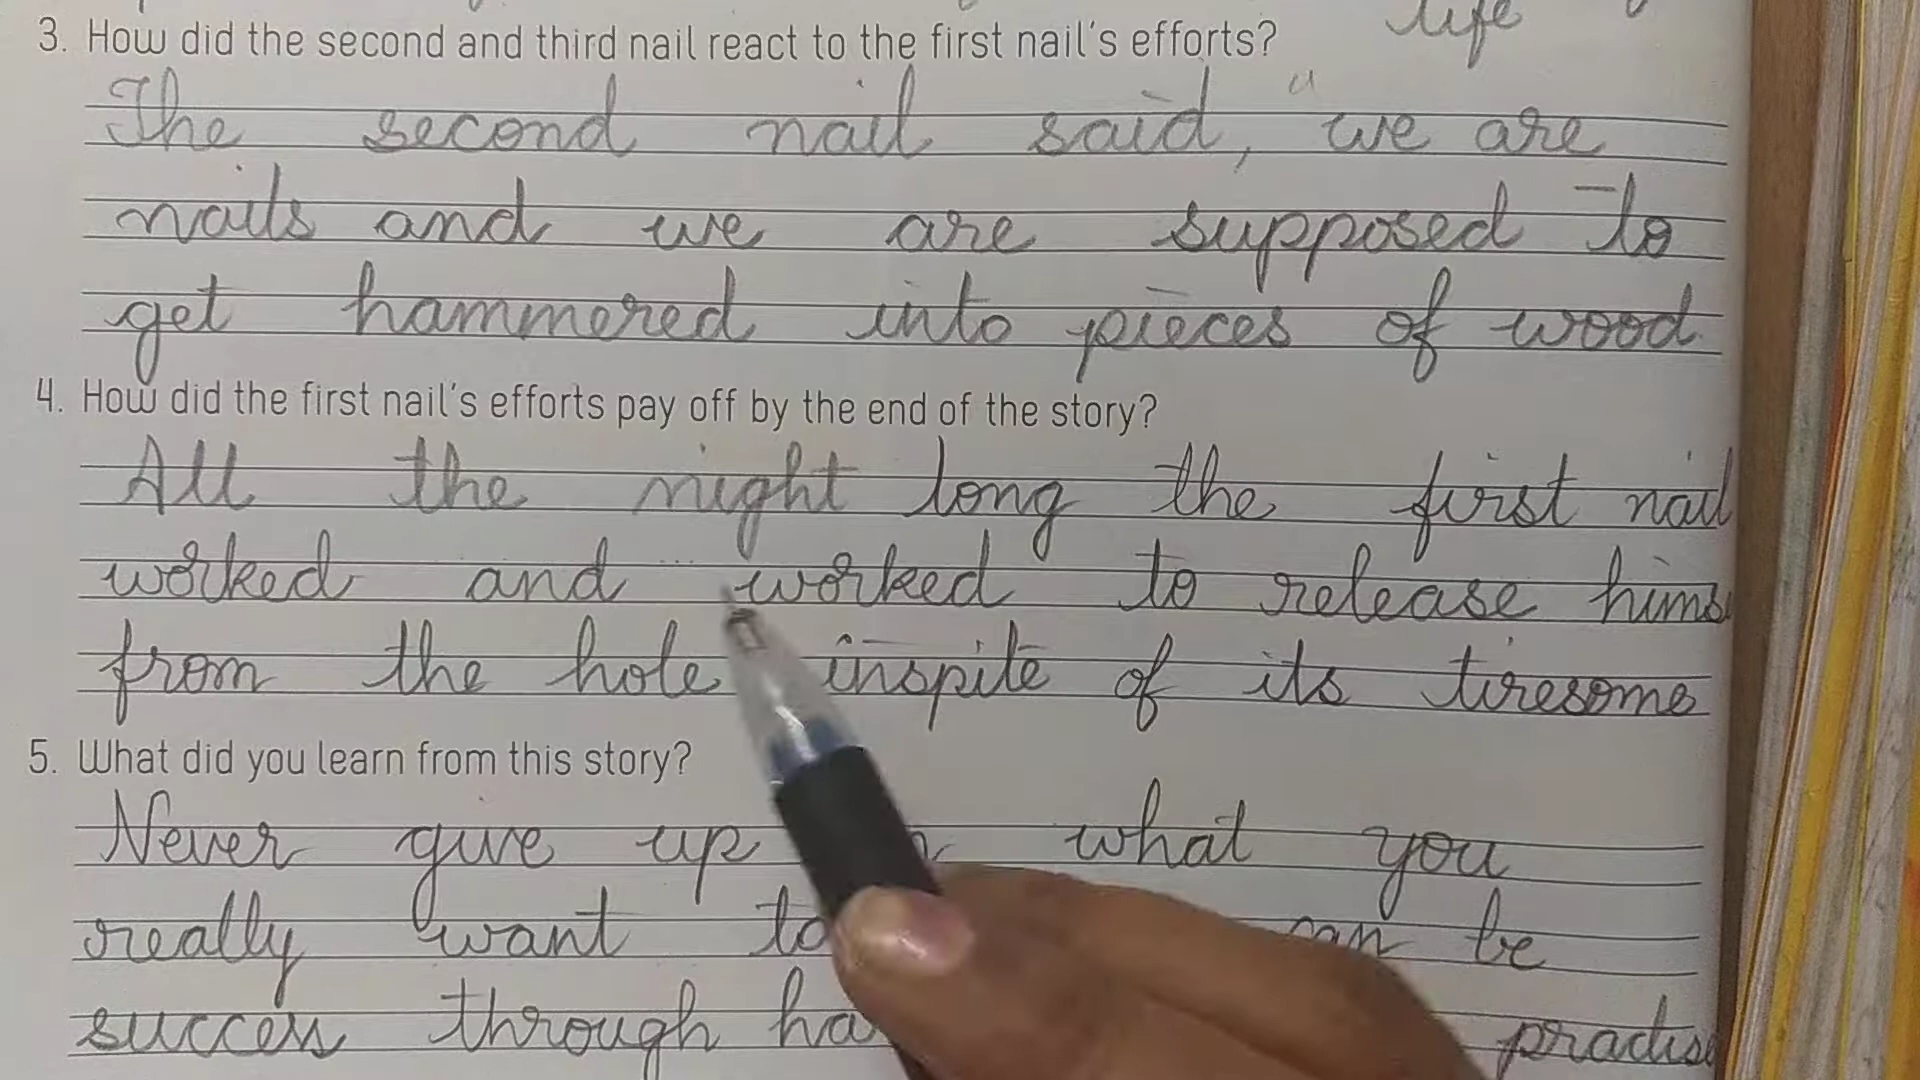 life
3. How did the second and third nail react to the first nail's efforts?
The second nail said, "we are
nails and we are supposed to
get hammered into pieces of wood
4. How did the first nail's efforts pay off by the end of the story?
All the night long the first nail
worked and worked to release hims
from the hole inspite of its tiresome
5. What did you learn from this story?
Never give up what you
really want to can be
success through ha practise